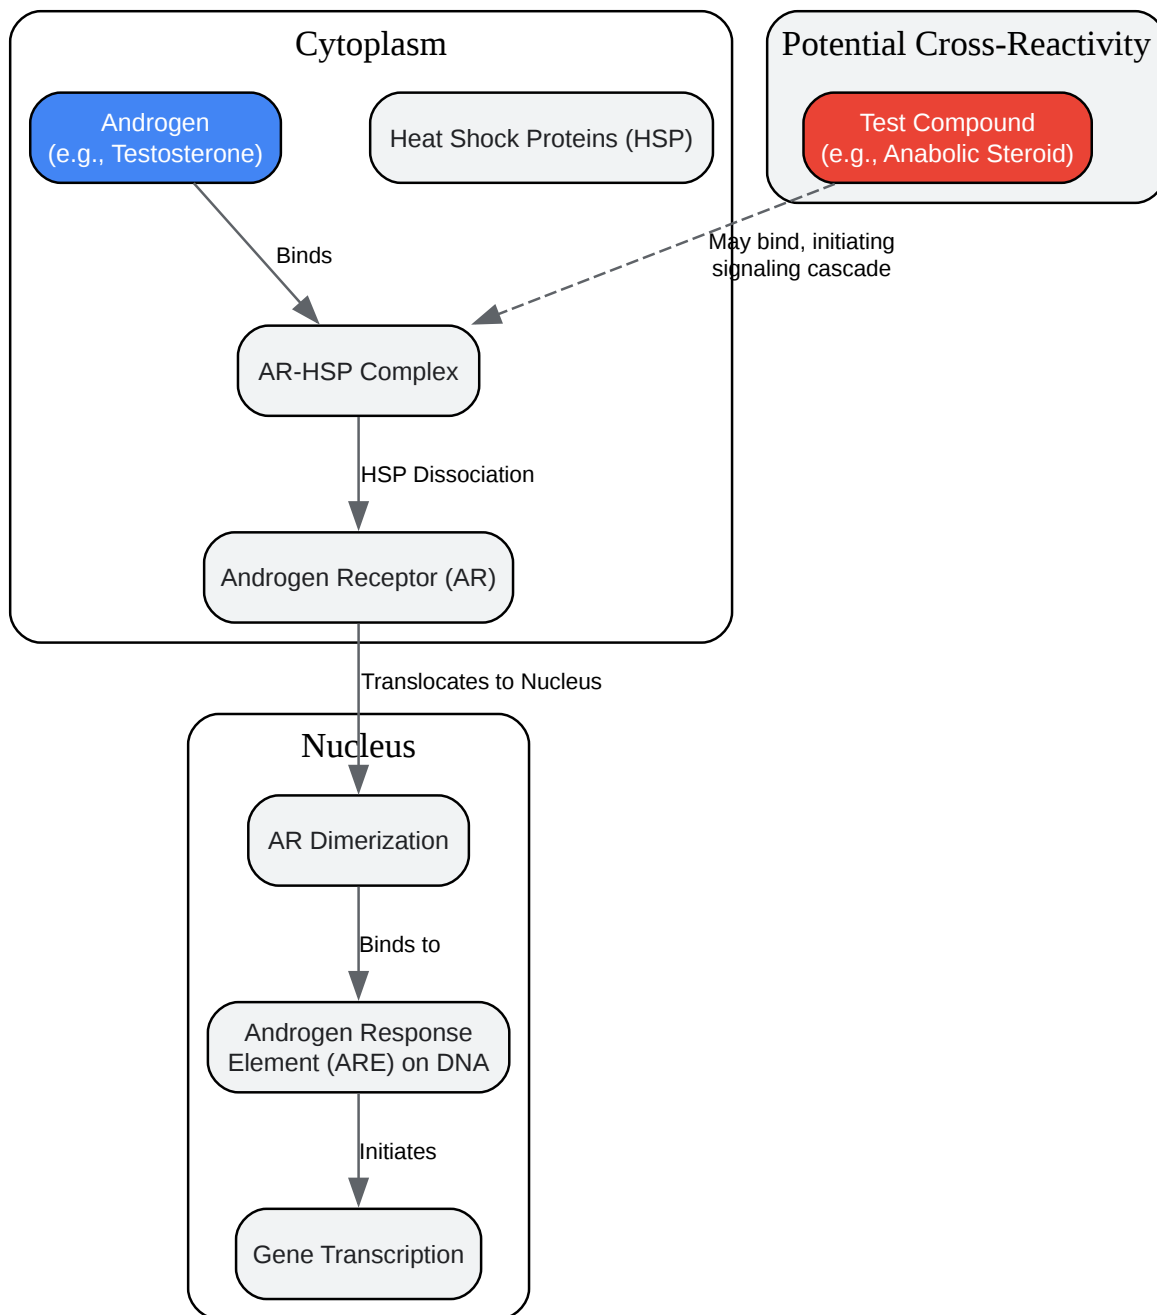 Cytoplasm
Potential Cross-Reactivity
Androgen
(e.g., Testosterone)
Heat Shock Proteins (HSP)
Test Compound
(e.g., Anabolic Steroid)
Binds
May bind, initiating
signaling cascade
AR-HSP Complex
HSP Dissociation
Androgen Receptor (AR)
Translocates to Nucleus
Nucleus
AR Dimerization
Binds to
Androgen Response
Element (ARE) on DNA
Initiates
Gene Transcription